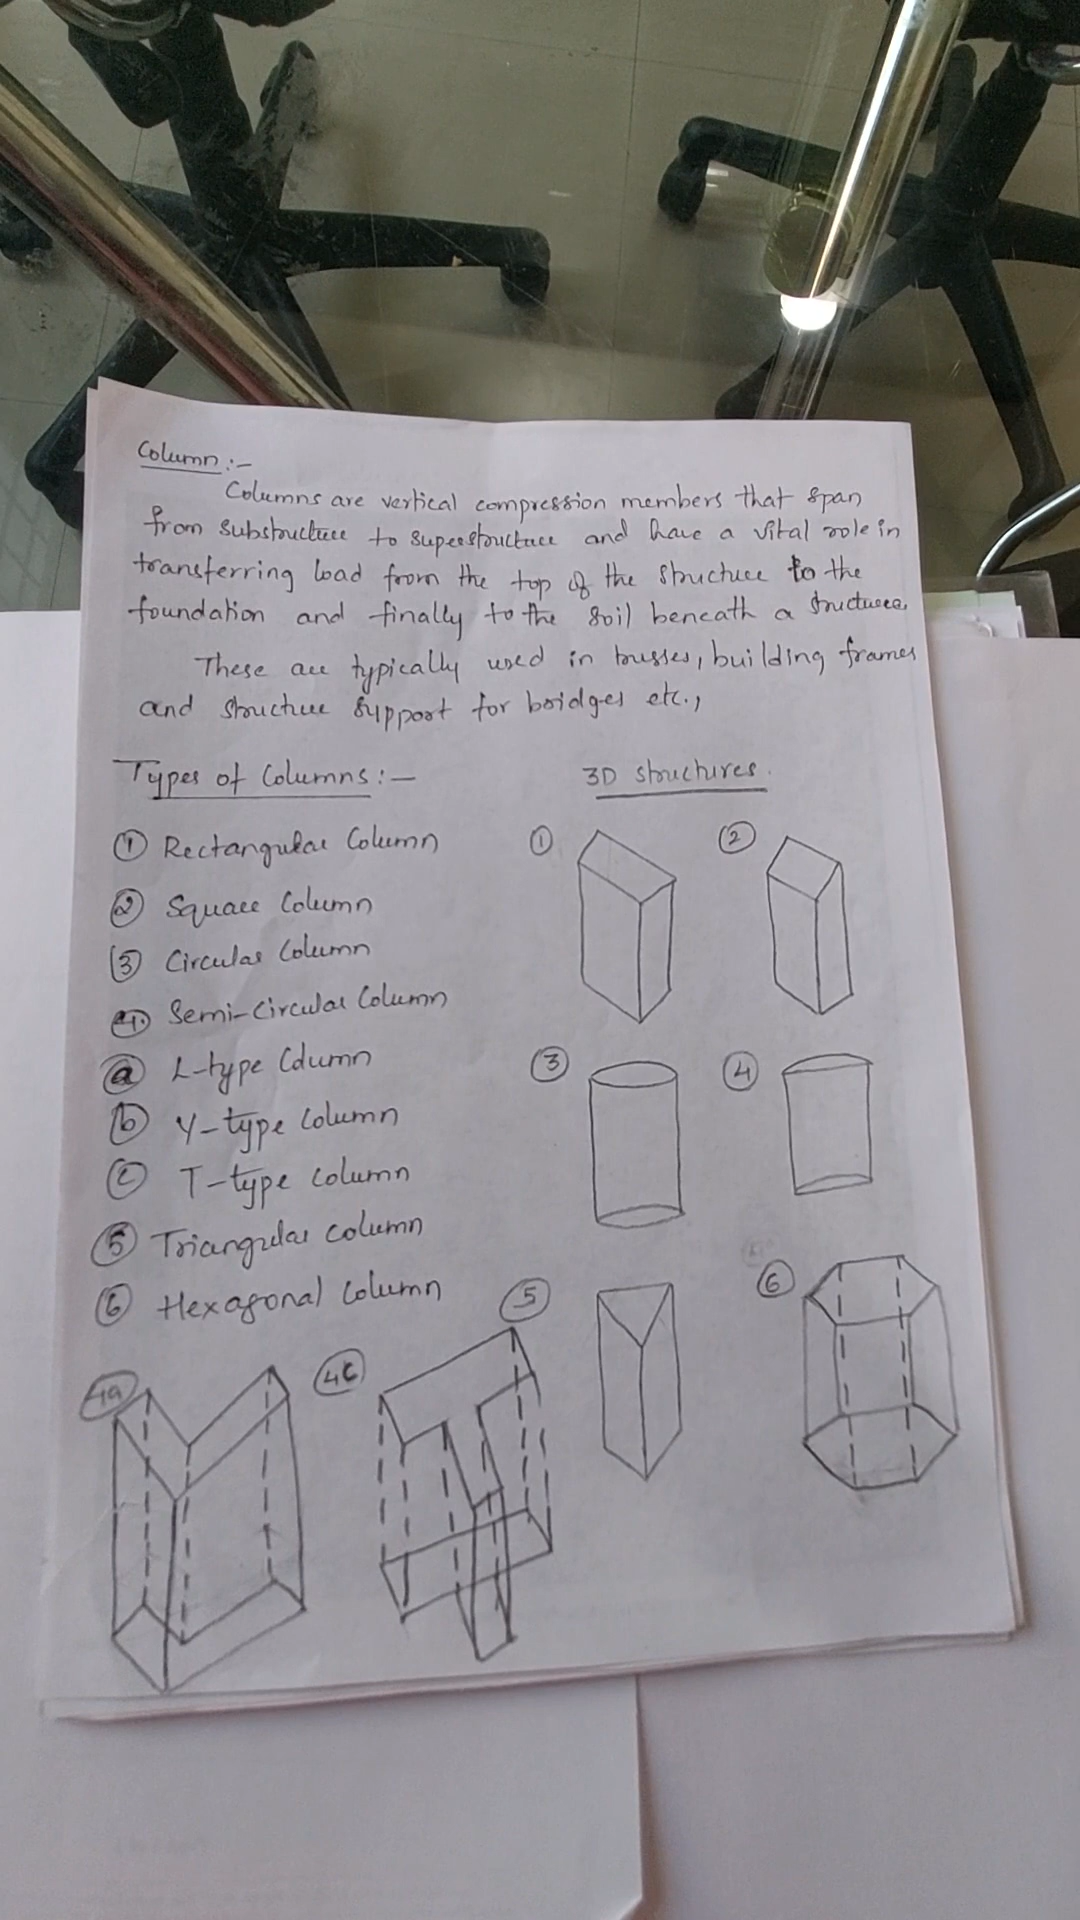 Column:-
Columns are vertical compression members that span
from substructure to superstructure and have a vital role in
transferring load from the top of the structure to the
foundation and finally to the soil beneath a structure.
These are typically used in trusses, building frames
and structure support for bridges etc.,
Types of Columns:-
3D structures.
① Rectangular Column
② Square Column
③ Circular Column
④ Semi-Circular Column
ⓐ L-type Column
ⓑ Y-type Column
ⓒ T-type column
⑤ Triangular column
⑥ Hexagonal column
① ②
③ ④
⑤ ⑥
4a 4c